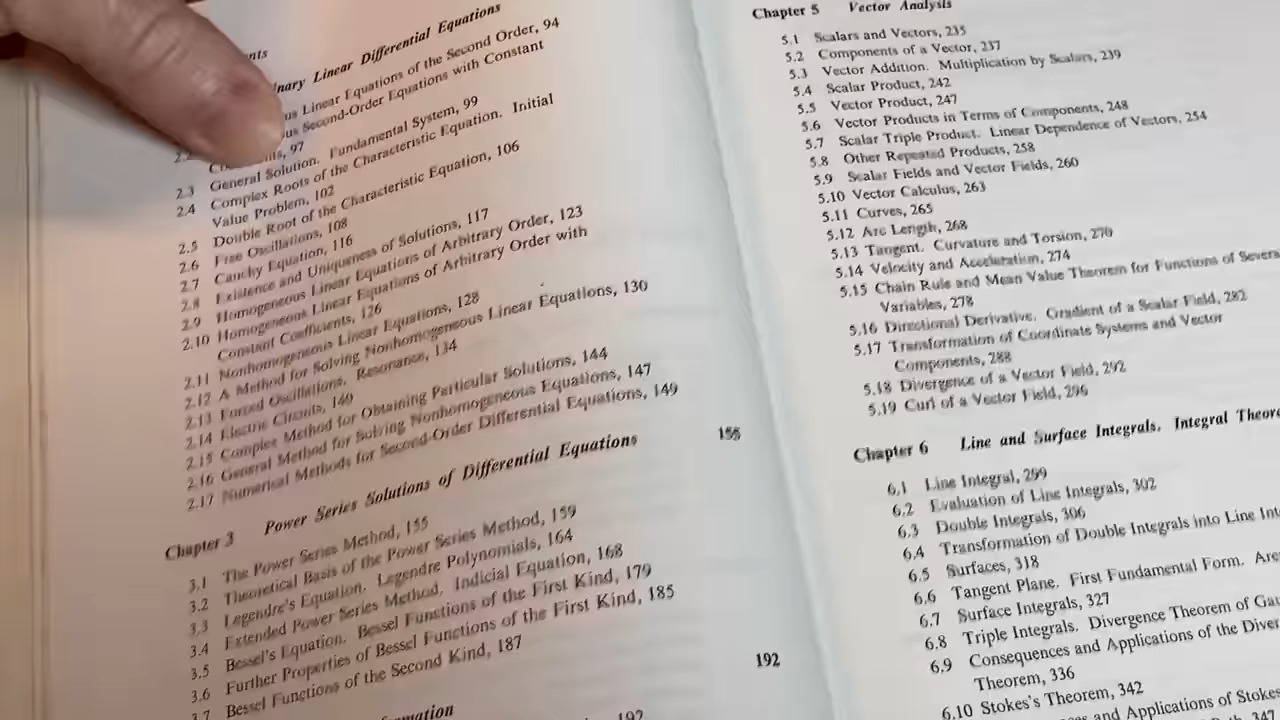 nts
nary Linear Differential Equations
us Linear Equations of the Second Order, 94
us Second-Order Equations with Constant
nts, 97
2.3 General Solution. Fundamental System, 99
2.4 Complex Roots of the Characteristic Equation. Initial
Value Problem, 102
2.5 Double Root of the Characteristic Equation, 106
2.6 Free Oscillations, 108
2.7 Cauchy Equation, 116
2.8 Existence and Uniqueness of Solutions, 117
2.9 Homogeneous Linear Equations of Arbitrary Order, 123
2.10 Homogeneous Linear Equations of Arbitrary Order with
Constant Coefficients, 126
2.11 Nonhomogeneous Linear Equations, 128
2.12 A Method for Solving Nonhomogeneous Linear Equations, 130
2.13 Forced Oscillations. Resonance, 134
2.14 Electric Circuits, 140
2.15 Complex Method for Obtaining Particular Solutions, 144
2.16 General Method for Solving Nonhomogeneous Equations, 147
2.17 Numerical Methods for Second-Order Differential Equations, 149
Chapter 3 Power Series Solutions of Differential Equations 155
3.1 The Power Series Method, 155
3.2 Theoretical Basis of the Power Series Method, 159
3.3 Legendre's Equation. Legendre Polynomials, 164
3.4 Extended Power Series Method. Indicial Equation, 168
3.5 Bessel's Equation. Bessel Functions of the First Kind, 179
3.6 Further Properties of Bessel Functions of the First Kind, 185
3.7 Bessel Functions of the Second Kind, 187
192
rmation
192
Chapter 5 Vector Analysis
5.1 Scalars and Vectors, 235
5.2 Components of a Vector, 237
5.3 Vector Addition. Multiplication by Scalars, 239
5.4 Scalar Product, 242
5.5 Vector Product, 247
5.6 Vector Products in Terms of Components, 248
5.7 Scalar Triple Product. Linear Dependence of Vectors, 254
5.8 Other Repeated Products, 258
5.9 Scalar Fields and Vector Fields, 260
5.10 Vector Calculus, 263
5.11 Curves, 265
5.12 Arc Length, 268
5.13 Tangent. Curvature and Torsion, 270
5.14 Velocity and Acceleration, 274
5.15 Chain Rule and Mean Value Theorem for Functions of Severa
Variables, 278
5.16 Directional Derivative. Gradient of a Scalar Field, 282
5.17 Transformation of Coordinate Systems and Vector
Components, 288
5.18 Divergence of a Vector Field, 292
5.19 Curl of a Vector Field, 296
Chapter 6 Line and Surface Integrals. Integral Theore
6.1 Line Integral, 299
6.2 Evaluation of Line Integrals, 302
6.3 Double Integrals, 306
6.4 Transformation of Double Integrals into Line Int
6.5 Surfaces, 318
6.6 Tangent Plane. First Fundamental Form. Are
6.7 Surface Integrals, 327
6.8 Triple Integrals. Divergence Theorem of Gau
6.9 Consequences and Applications of the Diver
Theorem, 336
6.10 Stokes's Theorem, 342
ces and Applications of Stokes
347